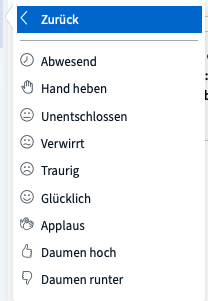 Zurück
Abwesend
Hand heben
Unentschlossen
Verwirrt
Traurig
Glücklich
Applaus
Daumen hoch
Daumen runter